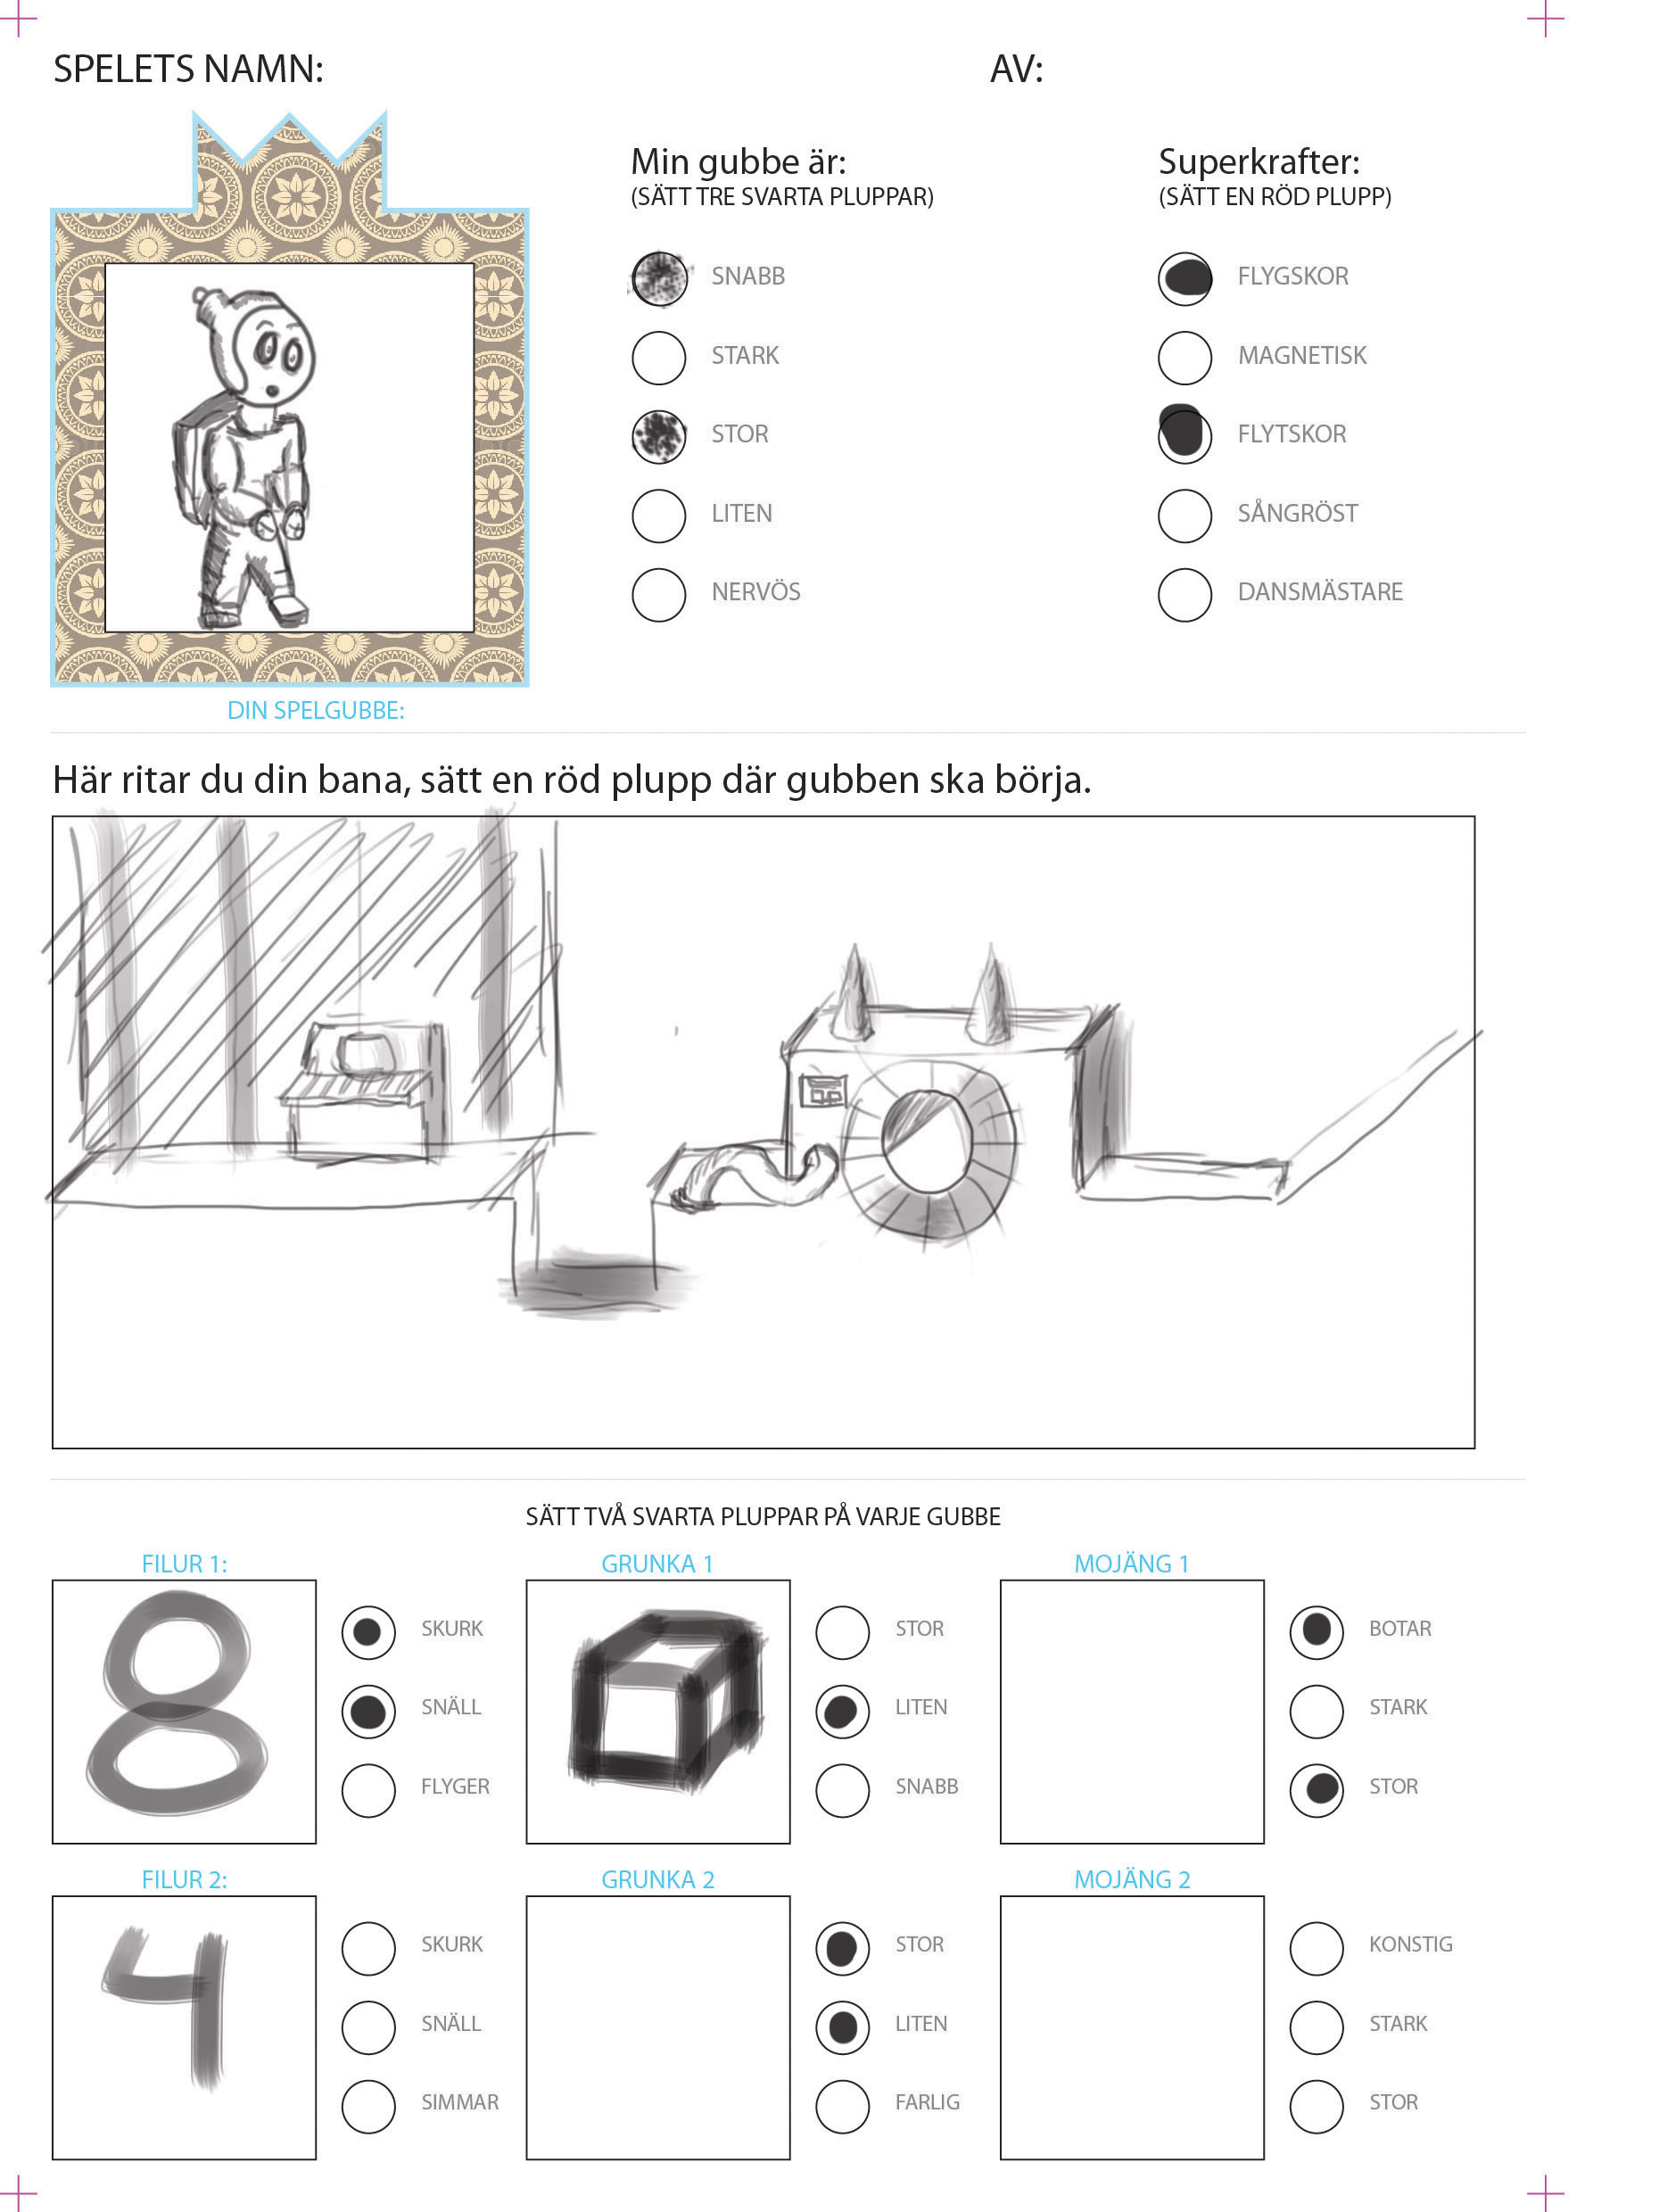 SPELETS NAMN:
AV:
Min gubbe är:
(SÄTT TRE SVARTA PLUPPAR)
SNABB
STARK
STOR
LITEN
NERVÖS
Superkrafter:
(SÄTT EN RÖD PLUPP)
FLYGSKOR
MAGNETISK
FLYTSKOR
SÅNGRÖST
DANSMÄSTARE
DIN SPELGUBBE:
Här ritar du din bana, sätt en röd plupp där gubben ska börja.
SÄTT TVÅ SVARTA PLUPPAR PÅ VARJE GUBBE
FILUR 1:
8
SKURK
SNÄLL
FLYGER
GRUNKA 1
STOR
LITEN
SNABB
MOJÄNG 1
BOTAR
STARK
STOR
FILUR 2:
4
SKURK
SNÄLL
SIMMAR
GRUNKA 2
STOR
LITEN
FARLIG
MOJÄNG 2
KONSTIG
STARK
STOR